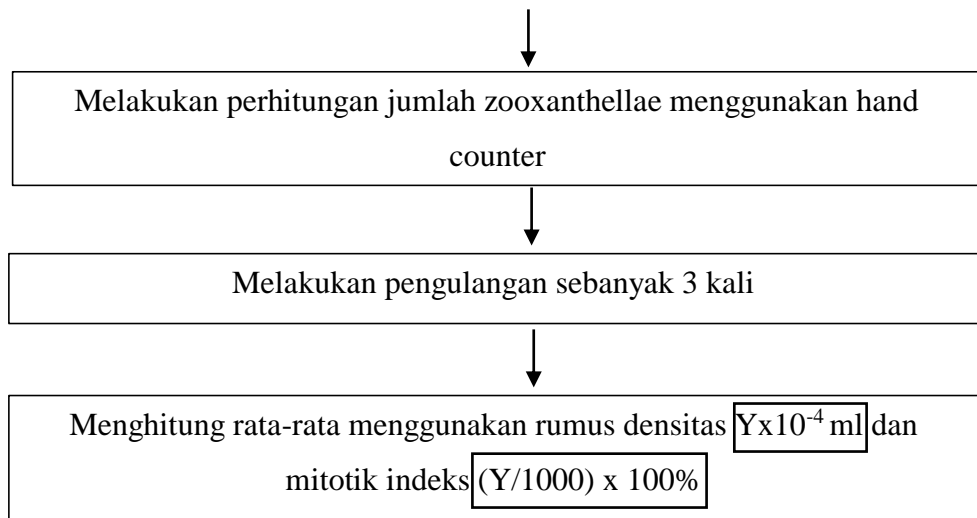 Melakukan perhitungan jumlah zooxanthellae menggunakan hand
counter
Melakukan pengulangan sebanyak 3 kali
Menghitung rata-rata menggunakan rumus densitas Yx10⁻⁴ ml dan
mitotik indeks (Y/1000) x 100%